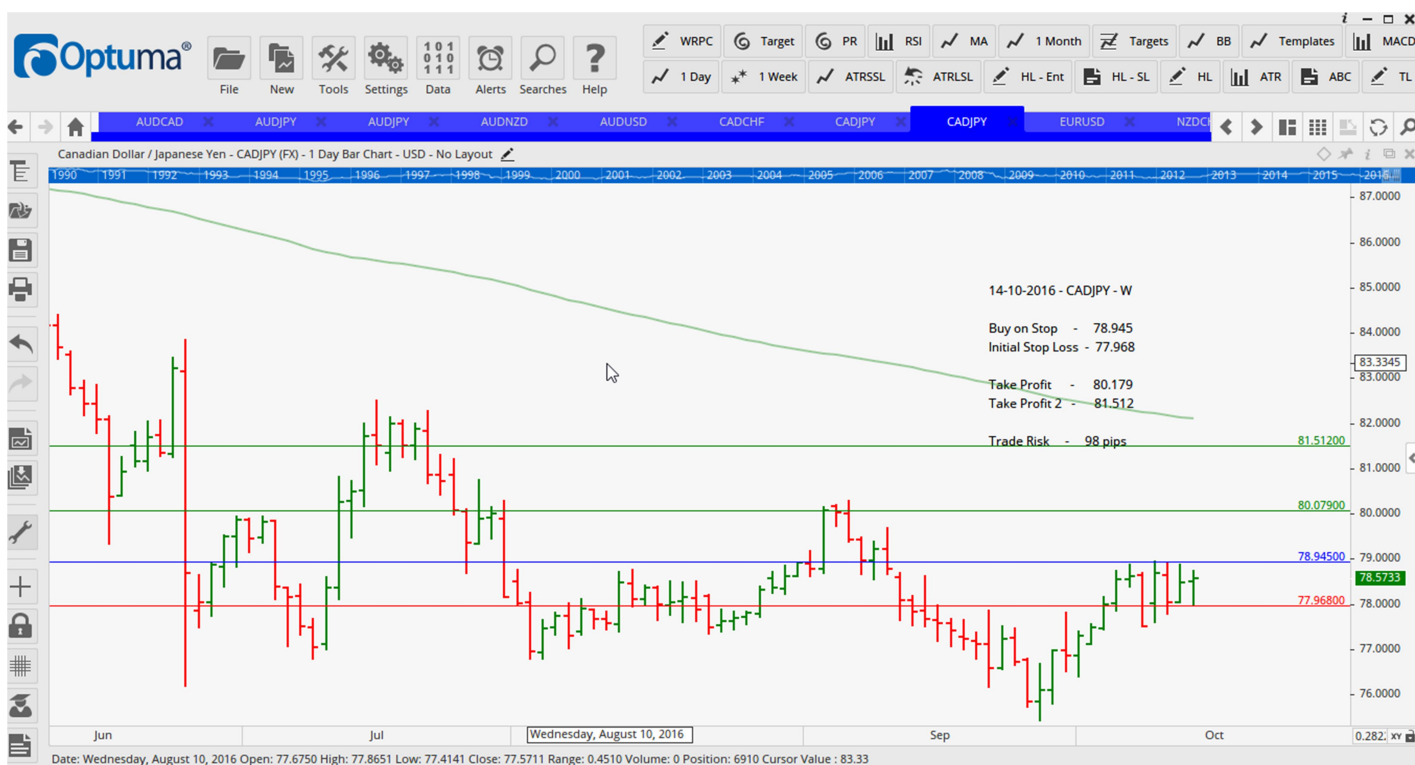 Optuma®
File
New
Tools
Settings
Data
Alerts
Searches
Help
WRPC
Target
PR
RSI
MA
1 Month
Targets
BB
Templates
MACD
1 Day
1 Week
ATRSSL
ATRLSL
HL - Ent
HL - SL
HL
ATR
ABC
TL
AUDCAD
AUDJPY
AUDJPY
AUDNZD
AUDUSD
CADCHF
CADJPY
CADJPY
EURUSD
Canadian Dollar / Japanese Yen - CADJPY (FX) - 1 Day Bar Chart - USD - No Layout
1990 1991 1992 1993 1994 1995 1996 1997 1998 1999 2000 2001 2002 2003 2004 2005 2006 2007 2008 2009 2010 2011 2012 2013 2014 2015 2016
87.0000
86.0000
85.0000
84.0000
83.3345
83.0000
82.0000
81.0000
80.0000
79.0000
78.5733
78.0000
77.0000
76.0000
14-10-2016 - CADJPY - W
Buy on Stop - 78.945
Initial Stop Loss - 77.968
Take Profit - 80.179
Take Profit 2 - 81.512
Trade Risk - 98 pips
81.51200
80.07900
78.94500
77.96800
Jun
Jul
Wednesday, August 10, 2016
Sep
Oct
XY
Date: Wednesday, August 10, 2016 Open: 77.6750 High: 77.8651 Low: 77.4141 Close: 77.5711 Range: 0.4510 Volume: 0 Position: 6910 Cursor Value : 83.33